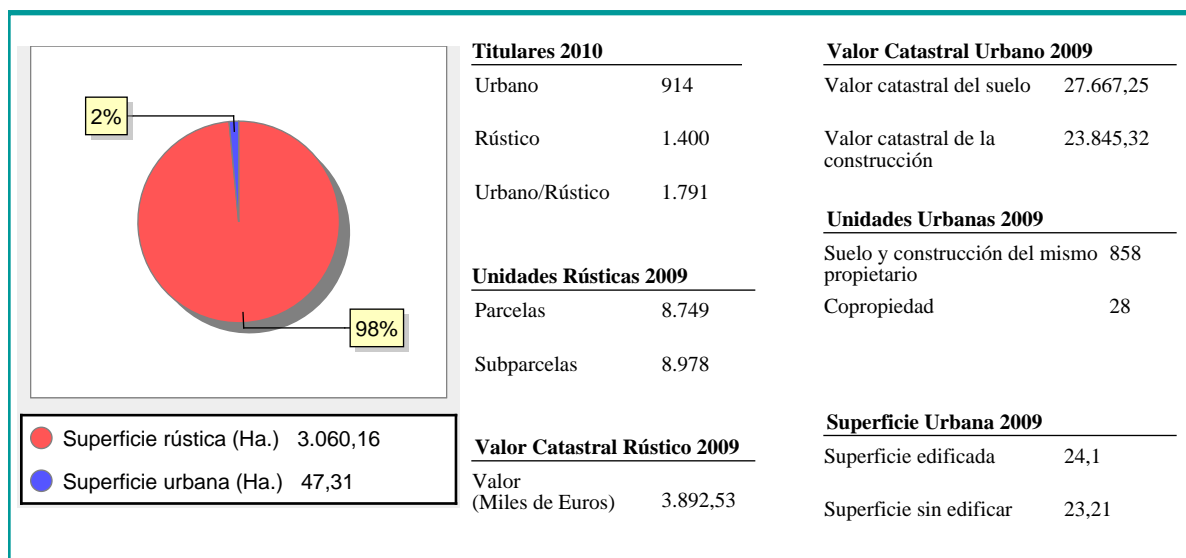 2%
98%
Superficie rústica (Ha.) 3.060,16
Superficie urbana (Ha.) 47,31
Titulares 2010
Urbano 914
Rústico 1.400
Urbano/Rústico 1.791
Unidades Rústicas 2009
Parcelas 8.749
Subparcelas 8.978
Valor Catastral Rústico 2009
Valor
(Miles de Euros) 3.892,53
Valor Catastral Urbano 2009
Valor catastral del suelo 27.667,25
Valor catastral de la 23.845,32
construcción
Unidades Urbanas 2009
Suelo y construcción del mismo 858
propietario
Copropiedad 28
Superficie Urbana 2009
Superficie edificada 24,1
Superficie sin edificar 23,21